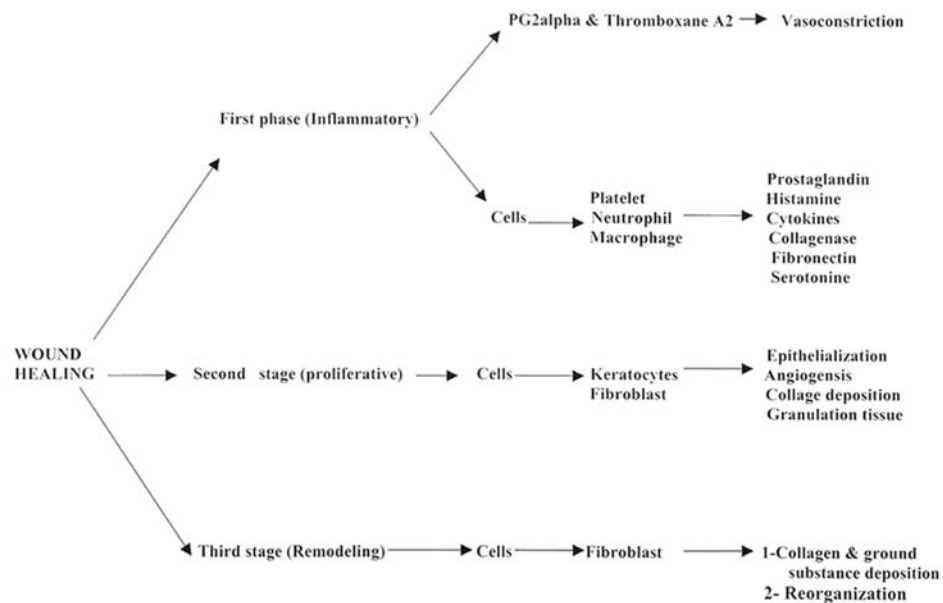 PG2alpha & Thromboxane A2
Vasoconstriction
First phase (Inflammatory)
Cells
Platelet
Neutrophil
Macrophage
Prostaglandin
Histamine
Cytokines
Collagenase
Fibronectin
Serotonine
WOUND
HEALING
Second stage (proliferative)
Cells
Keratocytes
Fibroblast
Epithelialization
Angiogensis
Collage deposition
Granulation tissue
Third stage (Remodeling)
Cells
Fibroblast
1-Collagen & ground
substance deposition
2- Reorganization